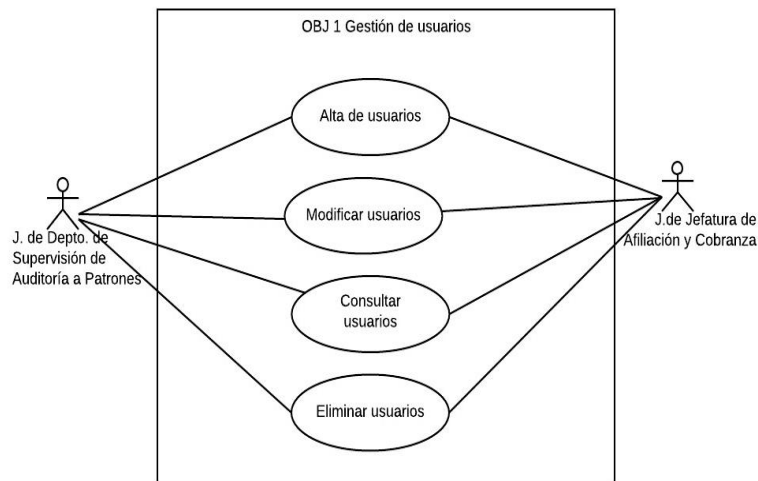 OBJ 1 Gestión de usuarios
Alta de usuarios
Modificar usuarios
J. de Depto. de
Supervisión de
Auditoría a Patrones
J.de Jefatura de
Afiliación y Cobranza
Consultar
usuarios
Eliminar usuarios